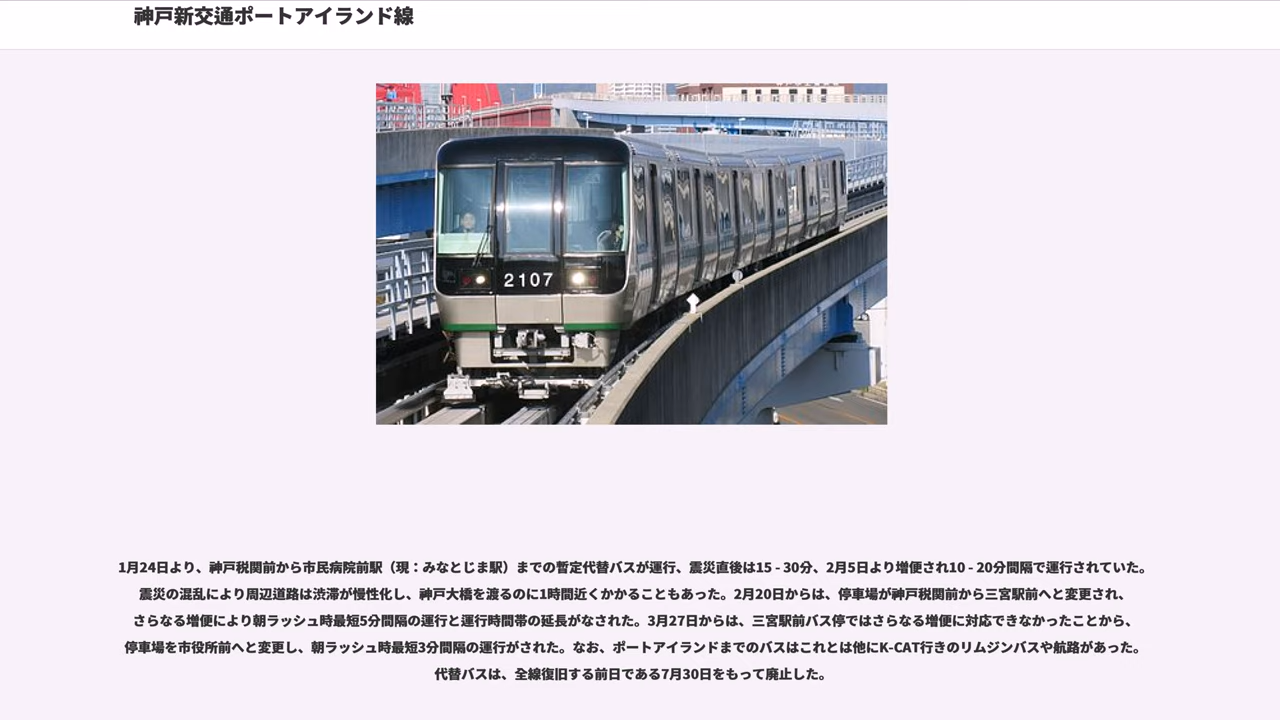 神戸新交通ポートアイランド線
2107
1月24日より、神戸税関前から市民病院前駅（現：みなとじま駅）までの暫定代替バスが運行、震災直後は15 - 30分、2月5日より増便され10 - 20分間隔で運行されていた。
震災の混乱により周辺道路は渋滞が慢性化し、神戸大橋を渡るのに1時間近くかかることもあった。2月20日からは、停車場が神戸税関前から三宮駅前へと変更され、
さらなる増便により朝ラッシュ時最短5分間隔の運行と運行時間帯の延長がなされた。3月27日からは、三宮駅前バス停ではさらなる増便に対応できなかったことから、
停車場を市役所前へと変更し、朝ラッシュ時最短3分間隔の運行がされた。なお、ポートアイランドまでのバスはこれとは他にK-CAT行きのリムジンバスや航路があった。
代替バスは、全線復旧する前日である7月30日をもって廃止した。